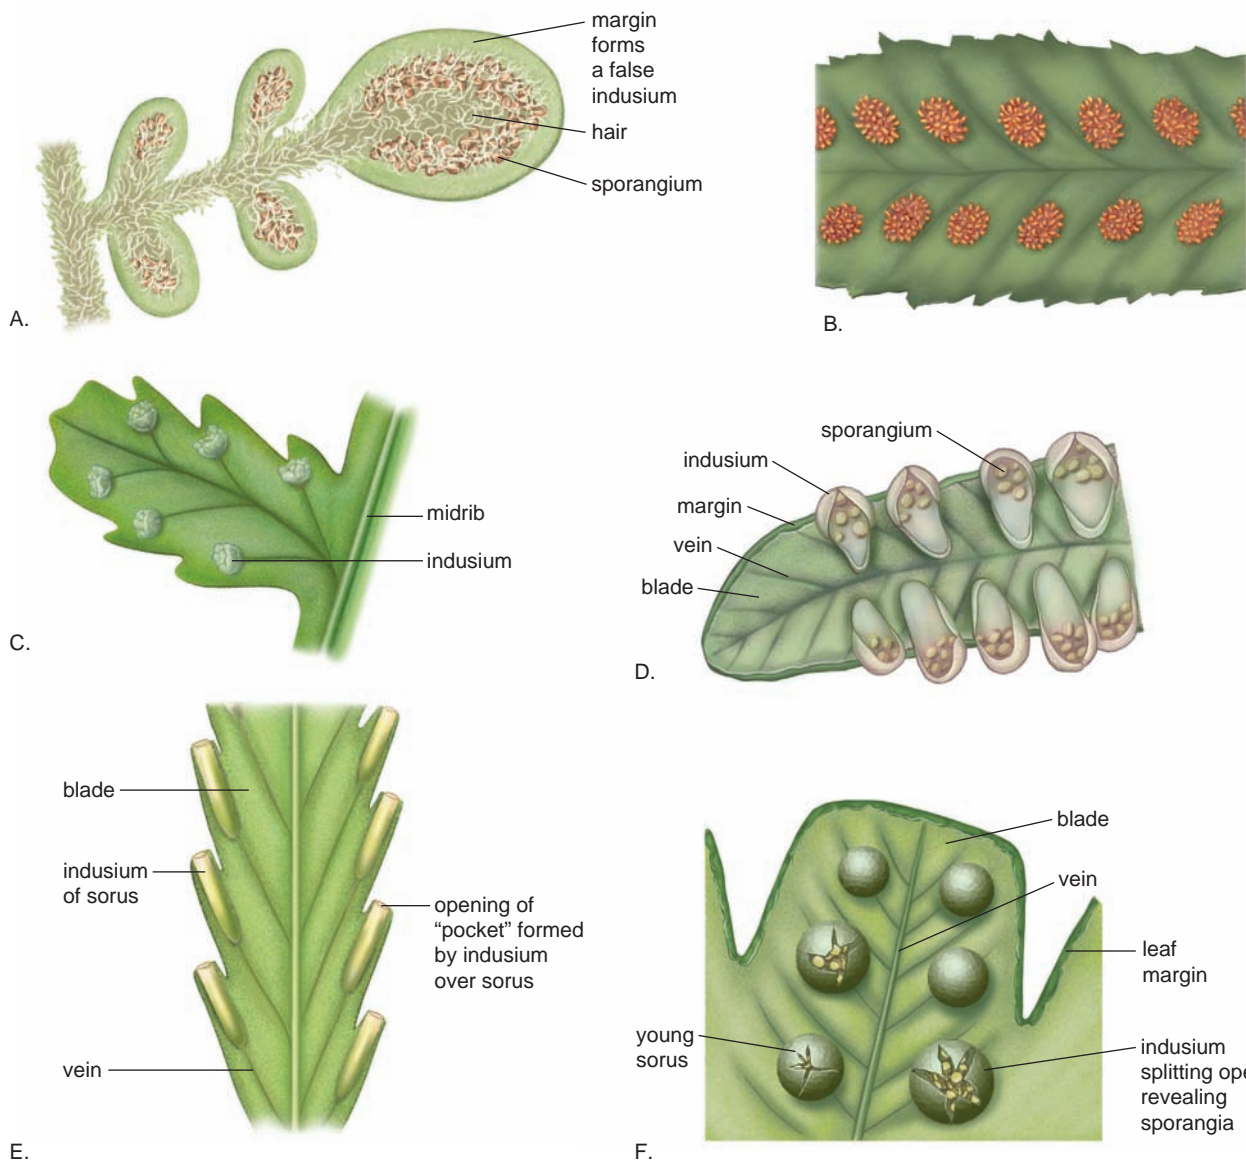 margin
forms
a false
indusium
hair
sporangium
A.
B.
midrib
indusium
C.
sporangium
indusium
margin
vein
blade
D.
blade
indusium
of sorus
opening of
“pocket” formed
by indusium
over sorus
vein
E.
blade
vein
leaf
margin
young
sorus
indusium
splitting ope
revealing
sporangia
F.